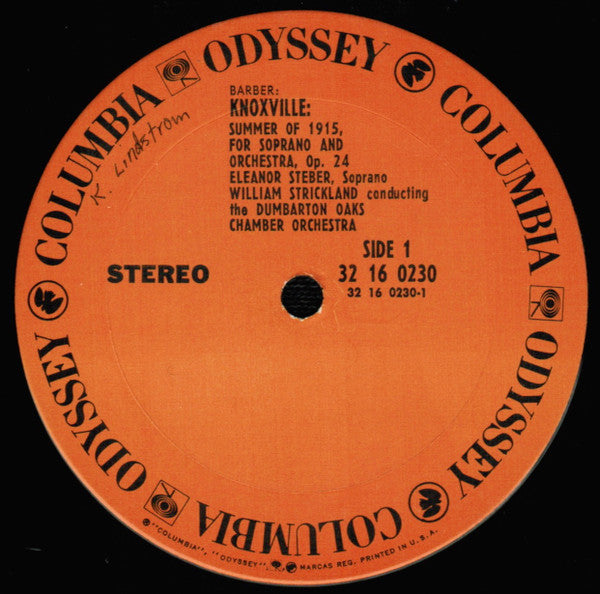 ODYSSEY
COLUMBIA
ODYSSEY
COLUMBIA
ODYSSEY
COLUMBIA
K. Lindstrom
BARBER:
KNOXVILLE:
SUMMER OF 1915,
FOR SOPRANO AND
ORCHESTRA, Op. 24
ELEANOR STEBER, Soprano
WILLIAM STRICKLAND conducting
the DUMBARTON OAKS
CHAMBER ORCHESTRA
SIDE 1
STEREO
32 16 0230
32 16 0230-1
℗ "COLUMBIA", "ODYSSEY", MARCAS REG. PRINTED IN U.S.A.